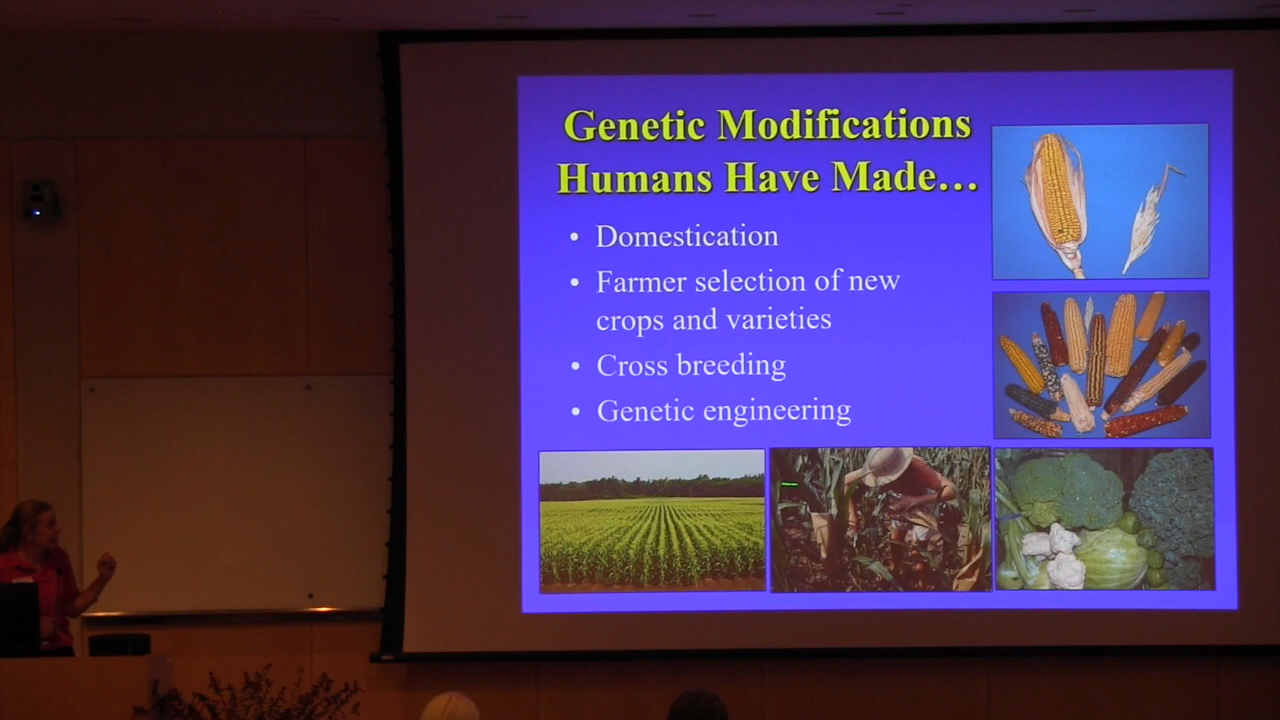 Genetic Modifications
Humans Have Made…
• Domestication
• Farmer selection of new
crops and varieties
• Cross breeding
• Genetic engineering